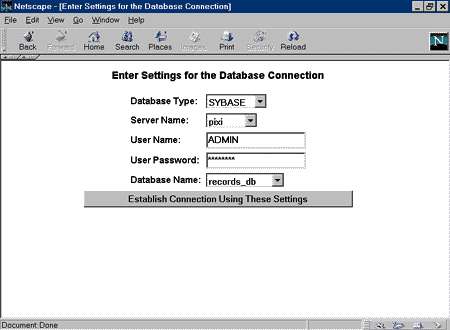 Netscape - [Enter Settings for the Database Connection]
File Edit View Go Window Help
Back Forward Home Search Places Images Print Security Reload
N
Enter Settings for the Database Connection
Database Type: SYBASE
Server Name: pixi
User Name: ADMIN
User Password: ********
Database Name: records_db
Establish Connection Using These Settings
Document Done